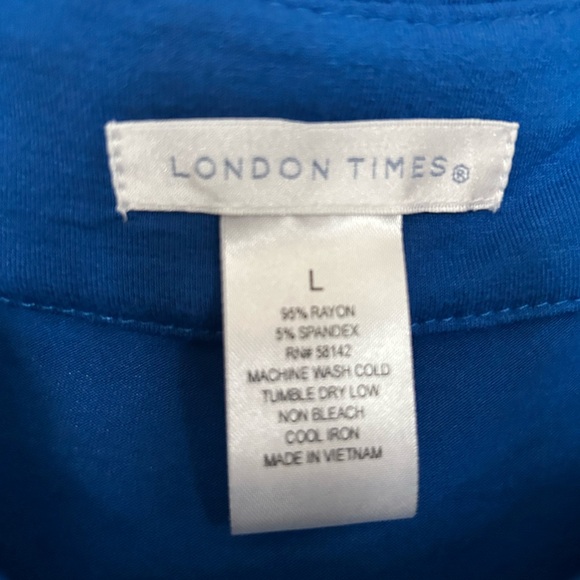 LONDON TIMES®
L
95% RAYON
5% SPANDEX
RN# 58142
MACHINE WASH COLD
TUMBLE DRY LOW
NON BLEACH
COOL IRON
MADE IN VIETNAM